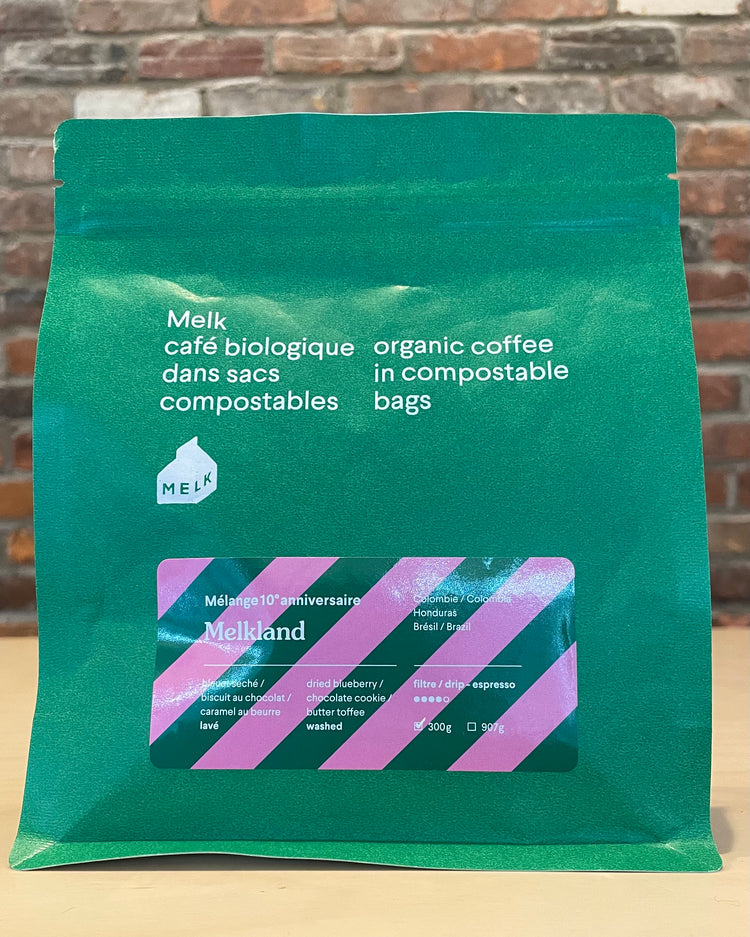 Melk
café biologique
dans sacs
compostables
organic coffee
in compostable
bags
MELK
Mélange 10e anniversaire
Melkland
Colombie / Colombia
Honduras
Brésil / Brazil
bleuet séché /
biscuit au chocolat /
caramel au beurre
lavé
dried blueberry /
chocolate cookie /
butter toffee
washed
filtre / drip - espresso
300g
907g